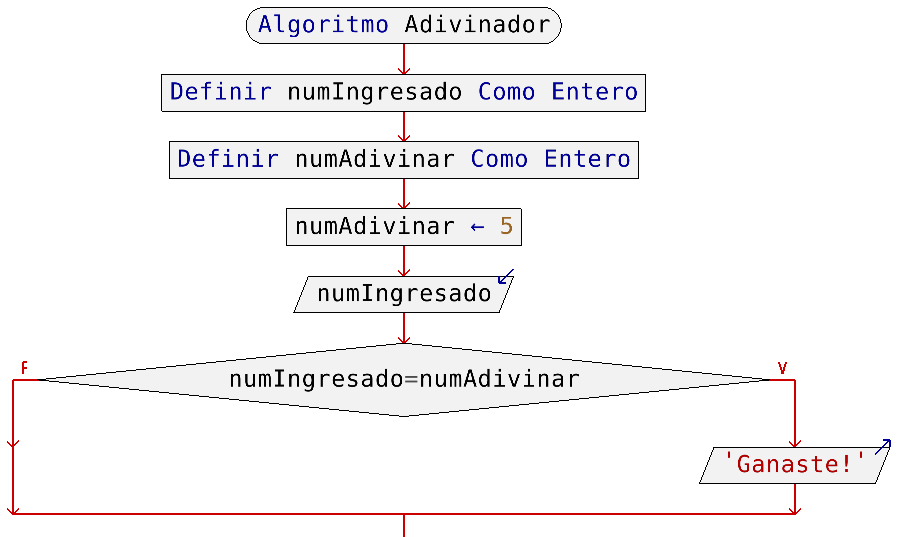 Algoritmo Adivinador
Definir numIngresado Como Entero
Definir numAdivinar Como Entero
numAdivinar ← 5
numIngresado
numIngresado=numAdivinar
F
V
'Ganaste!'